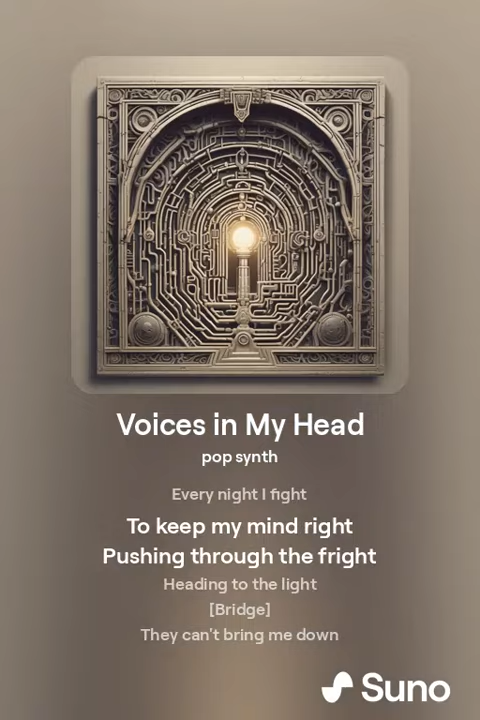 Voices in My Head
pop synth
Every night I fight
To keep my mind right
Pushing through the fright
Heading to the light
[Bridge]
They can't bring me down
Suno